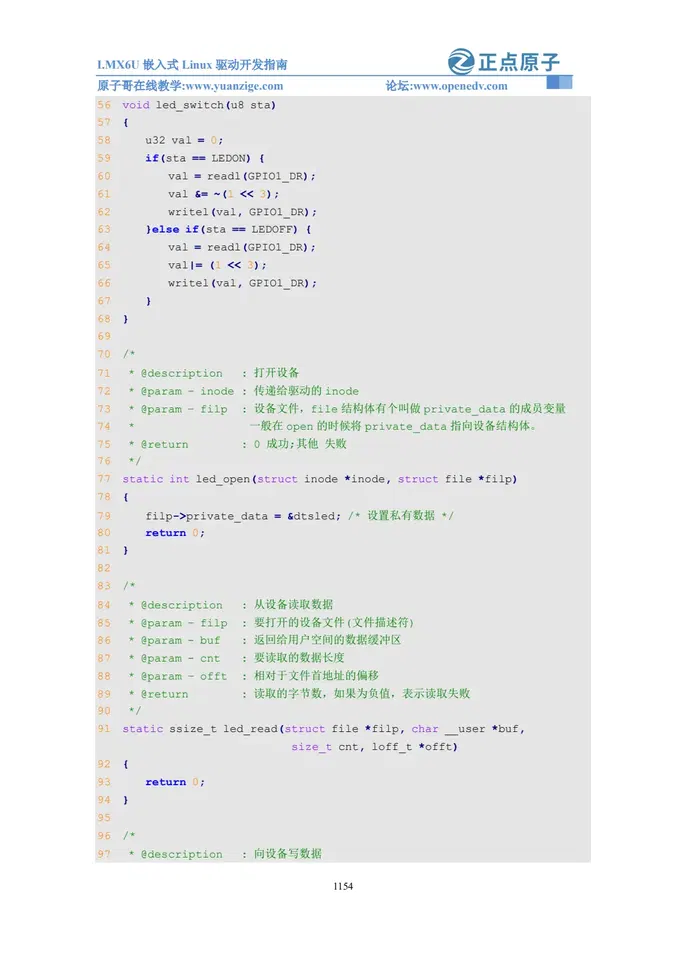 I.MX6U 嵌入式 Linux 驱动开发指南
正点原子
原子哥在线教学:www.yuanzige.com 论坛:www.openedv.com
56 void led_switch(u8 sta)
57 {
58 u32 val = 0;
59 if(sta == LEDON) {
60 val = readl(GPIO1_DR);
61 val &= ~(1 << 3);
62 writel(val, GPIO1_DR);
63 }else if(sta == LEDOFF) {
64 val = readl(GPIO1_DR);
65 val|= (1 << 3);
66 writel(val, GPIO1_DR);
67 }
68 }
69
70 /*
71 * @description : 打开设备
72 * @param – inode : 传递给驱动的 inode
73 * @param – filp : 设备文件，file 结构体有个叫做 private_data 的成员变量
74 * 一般在 open 的时候将 private_data 指向设备结构体。
75 * @return : 0 成功;其他 失败
76 */
77 static int led_open(struct inode *inode, struct file *filp)
78 {
79 filp->private_data = &dtsled; /* 设置私有数据 */
80 return 0;
81 }
82
83 /*
84 * @description : 从设备读取数据
85 * @param – filp : 要打开的设备文件(文件描述符)
86 * @param - buf : 返回给用户空间的数据缓冲区
87 * @param - cnt : 要读取的数据长度
88 * @param – offt : 相对于文件首地址的偏移
89 * @return : 读取的字节数，如果为负值，表示读取失败
90 */
91 static ssize_t led_read(struct file *filp, char __user *buf,
size_t cnt, loff_t *offt)
92 {
93 return 0;
94 }
95
96 /*
97 * @description : 向设备写数据
1154